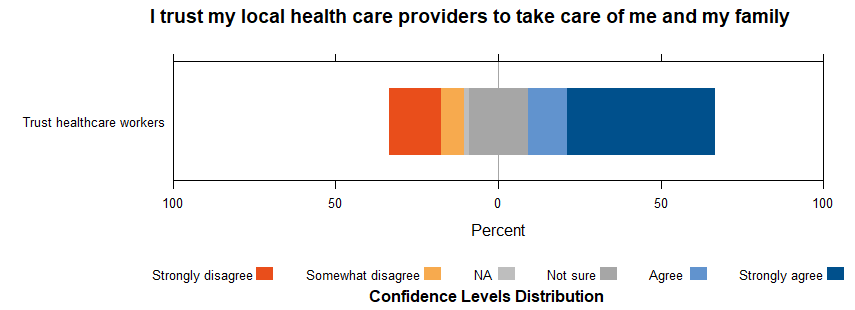 I trust my local health care providers to take care of me and my family
Trust healthcare workers
100 50 0 50 100
Percent
Strongly disagree Somewhat disagree NA Not sure Agree Strongly agree
Confidence Levels Distribution